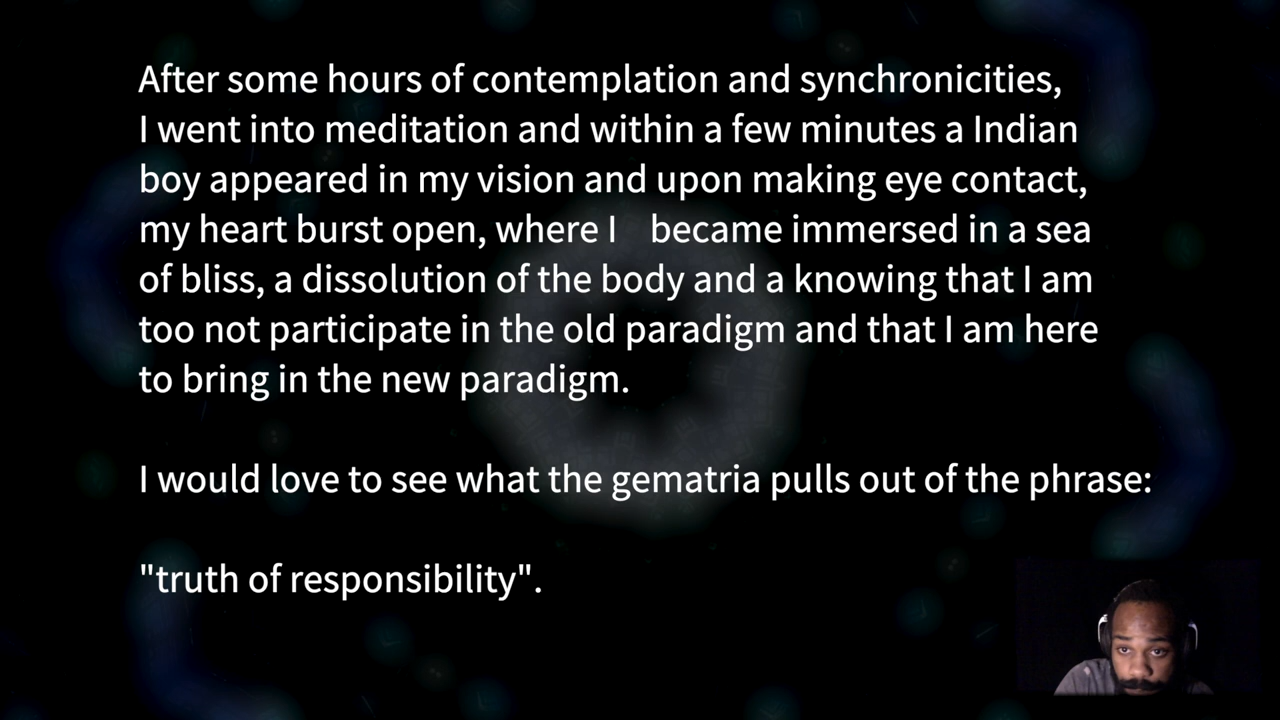 After some hours of contemplation and synchronicities,
I went into meditation and within a few minutes a Indian
boy appeared in my vision and upon making eye contact,
my heart burst open, where I became immersed in a sea
of bliss, a dissolution of the body and a knowing that I am
too not participate in the old paradigm and that I am here
to bring in the new paradigm.
I would love to see what the gematria pulls out of the phrase:
"truth of responsibility".